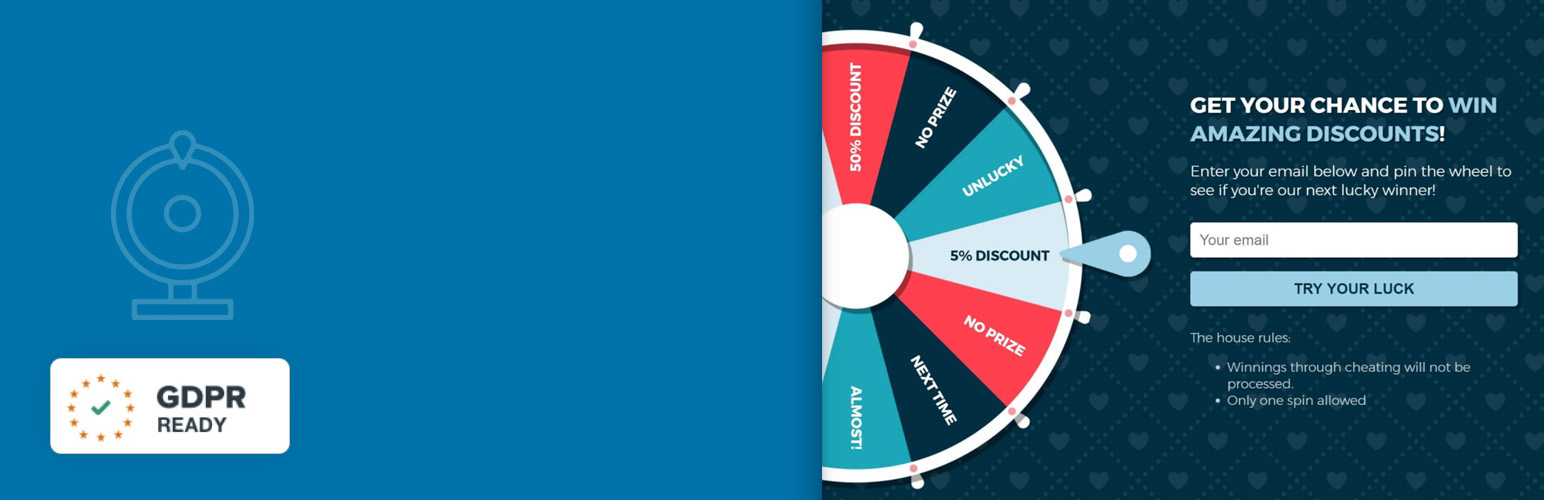 GDPR
READY
50% DISCOUNT
NO PRIZE
UNLUCKY
5% DISCOUNT
NO PRIZE
NEXT TIME
ALMOST!
GET YOUR CHANCE TO WIN
AMAZING DISCOUNTS!
Enter your email below and pin the wheel to
see if you're our next lucky winner!
Your email
TRY YOUR LUCK
The house rules:
• Winnings through cheating will not be
processed.
• Only one spin allowed